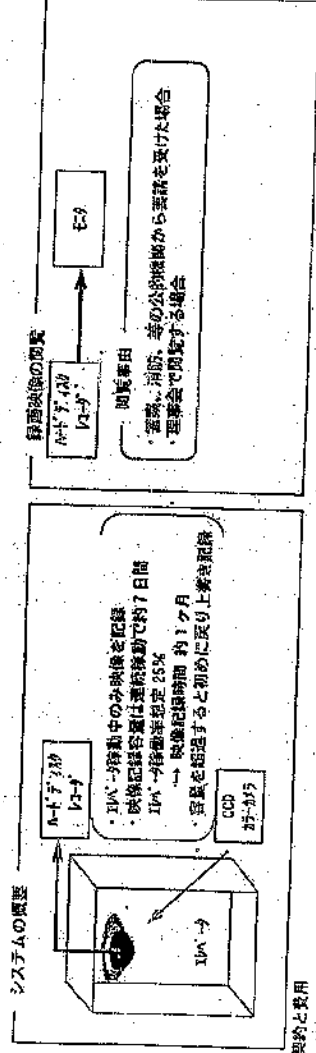 システムの概要
ハードディスク
レコーダ
・エレベータ稼動中のみ映像を記録
・映像記録容量は連続稼動で約7日間
エレベータ稼働率想定 25%
→ 映像記録時間 約1ヶ月
・容量を超過すると初めに戻り上書き記録
CCD
カラーカメラ
エレベータ
録画映像の閲覧
ハードディスク
レコーダ
モニタ
閲覧事由
・警察、消防、等の公的機関から要請を受けた場合
・理事会で閲覧する場合
契約と費用